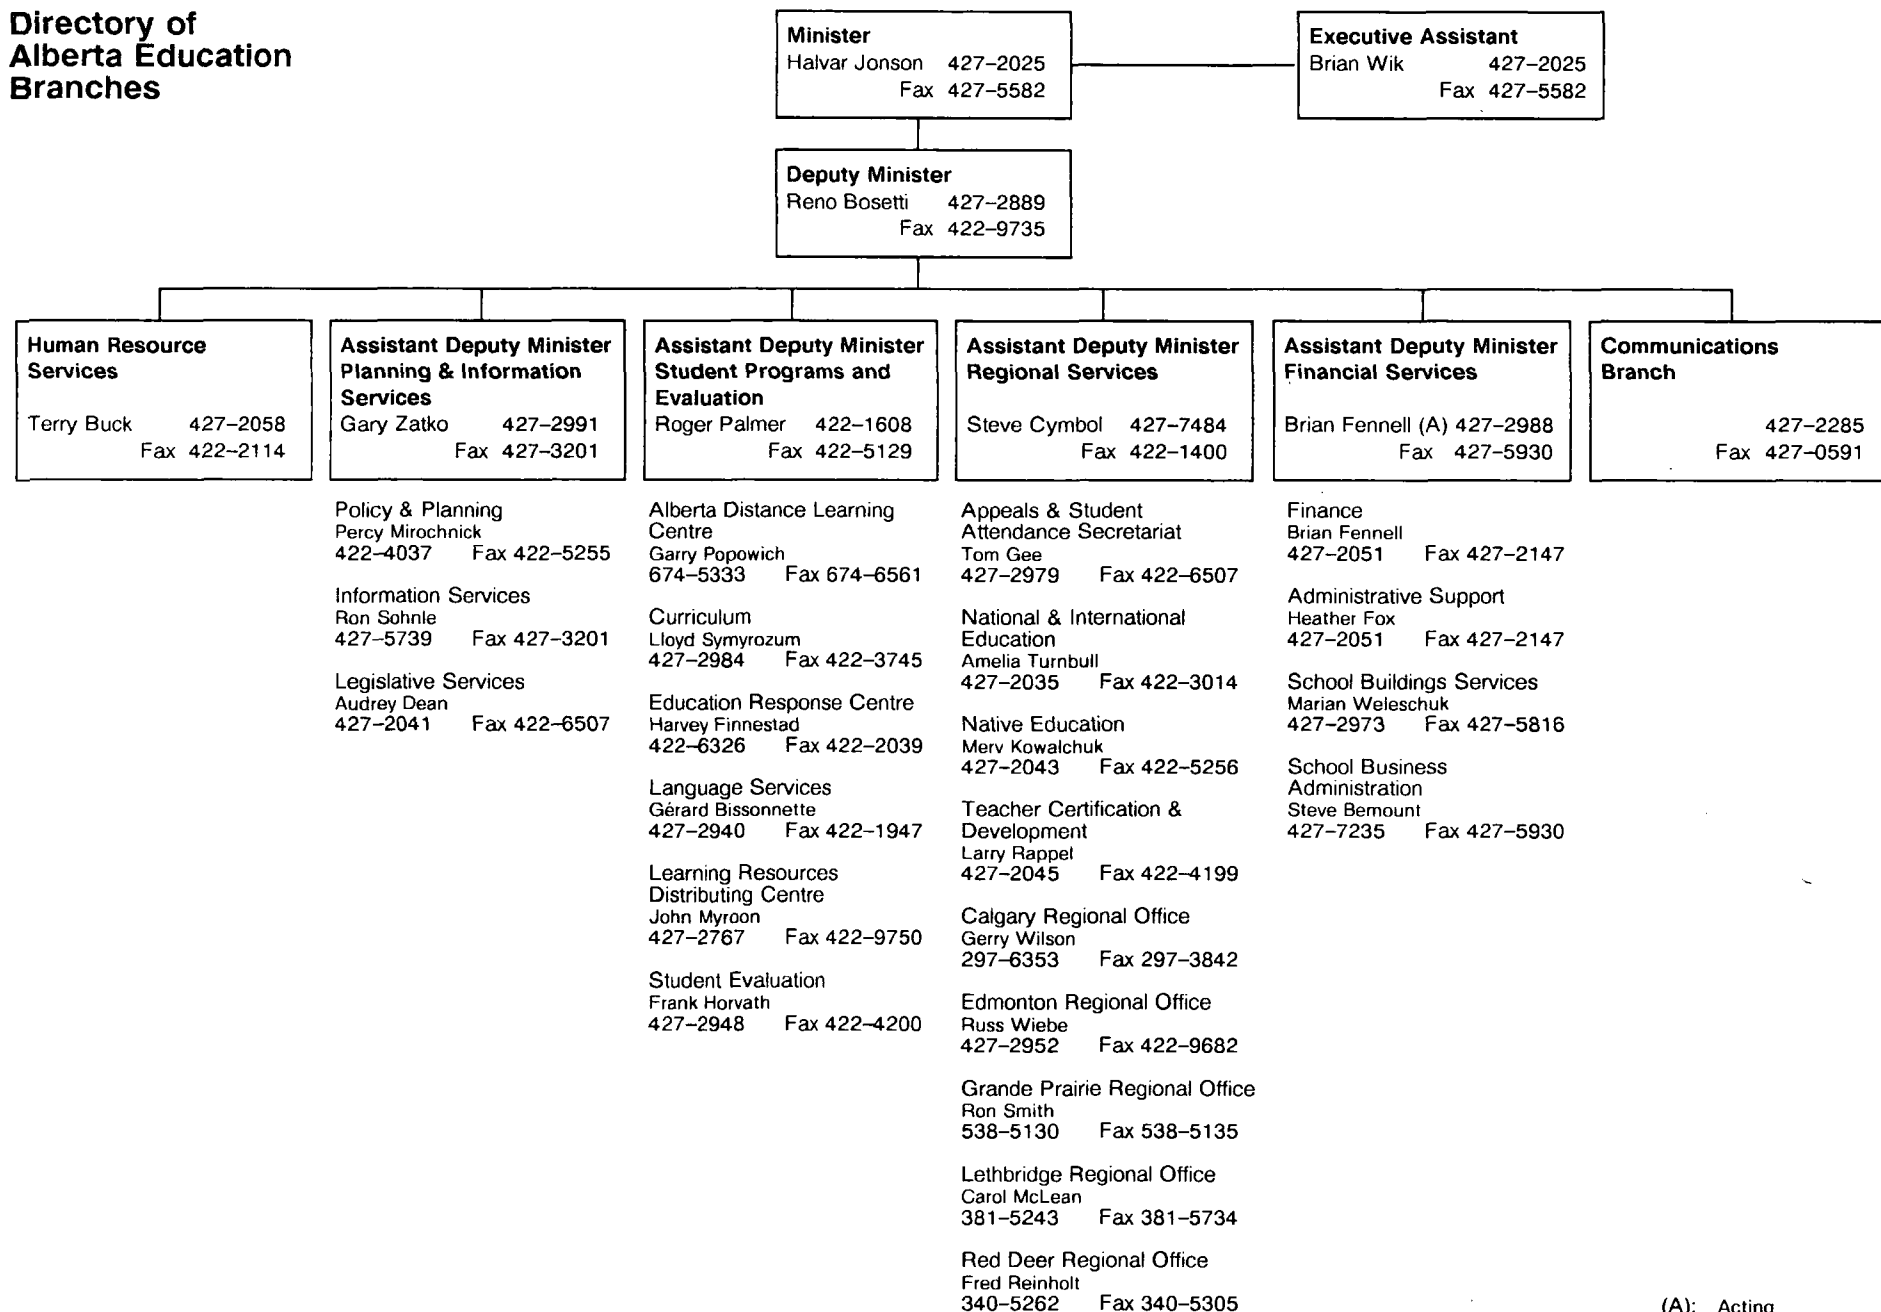 Directory of
Alberta Education
Branches
Minister
Halvar Jonson 427–2025
Fax 427–5582
Executive Assistant
Brian Wik 427–2025
Fax 427–5582
Deputy Minister
Reno Bosetti 427–2889
Fax 422–9735
Human Resource
Services
Terry Buck 427–2058
Fax 422–2114
Assistant Deputy Minister
Planning & Information
Services
Gary Zatko 427–2991
Fax 427–3201
Assistant Deputy Minister
Student Programs and
Evaluation
Roger Palmer 422–1608
Fax 422–5129
Assistant Deputy Minister
Regional Services
Steve Cymbol 427–7484
Fax 422–1400
Assistant Deputy Minister
Financial Services
Brian Fennell (A) 427–2988
Fax 427–5930
Communications
Branch
427–2285
Fax 427–0591
Policy & Planning
Percy Mirochnick
422–4037 Fax 422–5255
Information Services
Ron Sohnle
427–5739 Fax 427–3201
Legislative Services
Audrey Dean
427–2041 Fax 422–6507
Alberta Distance Learning
Centre
Garry Popowich
674–5333 Fax 674–6561
Curriculum
Lloyd Symyrozum
427–2984 Fax 422–3745
Education Response Centre
Harvey Finnestad
422–6326 Fax 422–2039
Language Services
Gérard Bissonnette
427–2940 Fax 422–1947
Learning Resources
Distributing Centre
John Myroon
427–2767 Fax 422–9750
Student Evaluation
Frank Horvath
427–2948 Fax 422–4200
Appeals & Student
Attendance Secretariat
Tom Gee
427–2979 Fax 422–6507
National & International
Education
Amelia Turnbull
427–2035 Fax 422–3014
Native Education
Merv Kowalchuk
427–2043 Fax 422–5256
Teacher Certification &
Development
Larry Rappel
427–2045 Fax 422–4199
Calgary Regional Office
Gerry Wilson
297–6353 Fax 297–3842
Edmonton Regional Office
Russ Wiebe
427–2952 Fax 422–9682
Grande Prairie Regional Office
Ron Smith
538–5130 Fax 538–5135
Lethbridge Regional Office
Carol McLean
381–5243 Fax 381–5734
Red Deer Regional Office
Fred Reinholt
340–5262 Fax 340–5305
Finance
Brian Fennell
427–2051 Fax 427–2147
Administrative Support
Heather Fox
427–2051 Fax 427–2147
School Buildings Services
Marian Weleschuk
427–2973 Fax 427–5816
School Business
Administration
Steve Bemount
427–7235 Fax 427–5930
(A): Acting